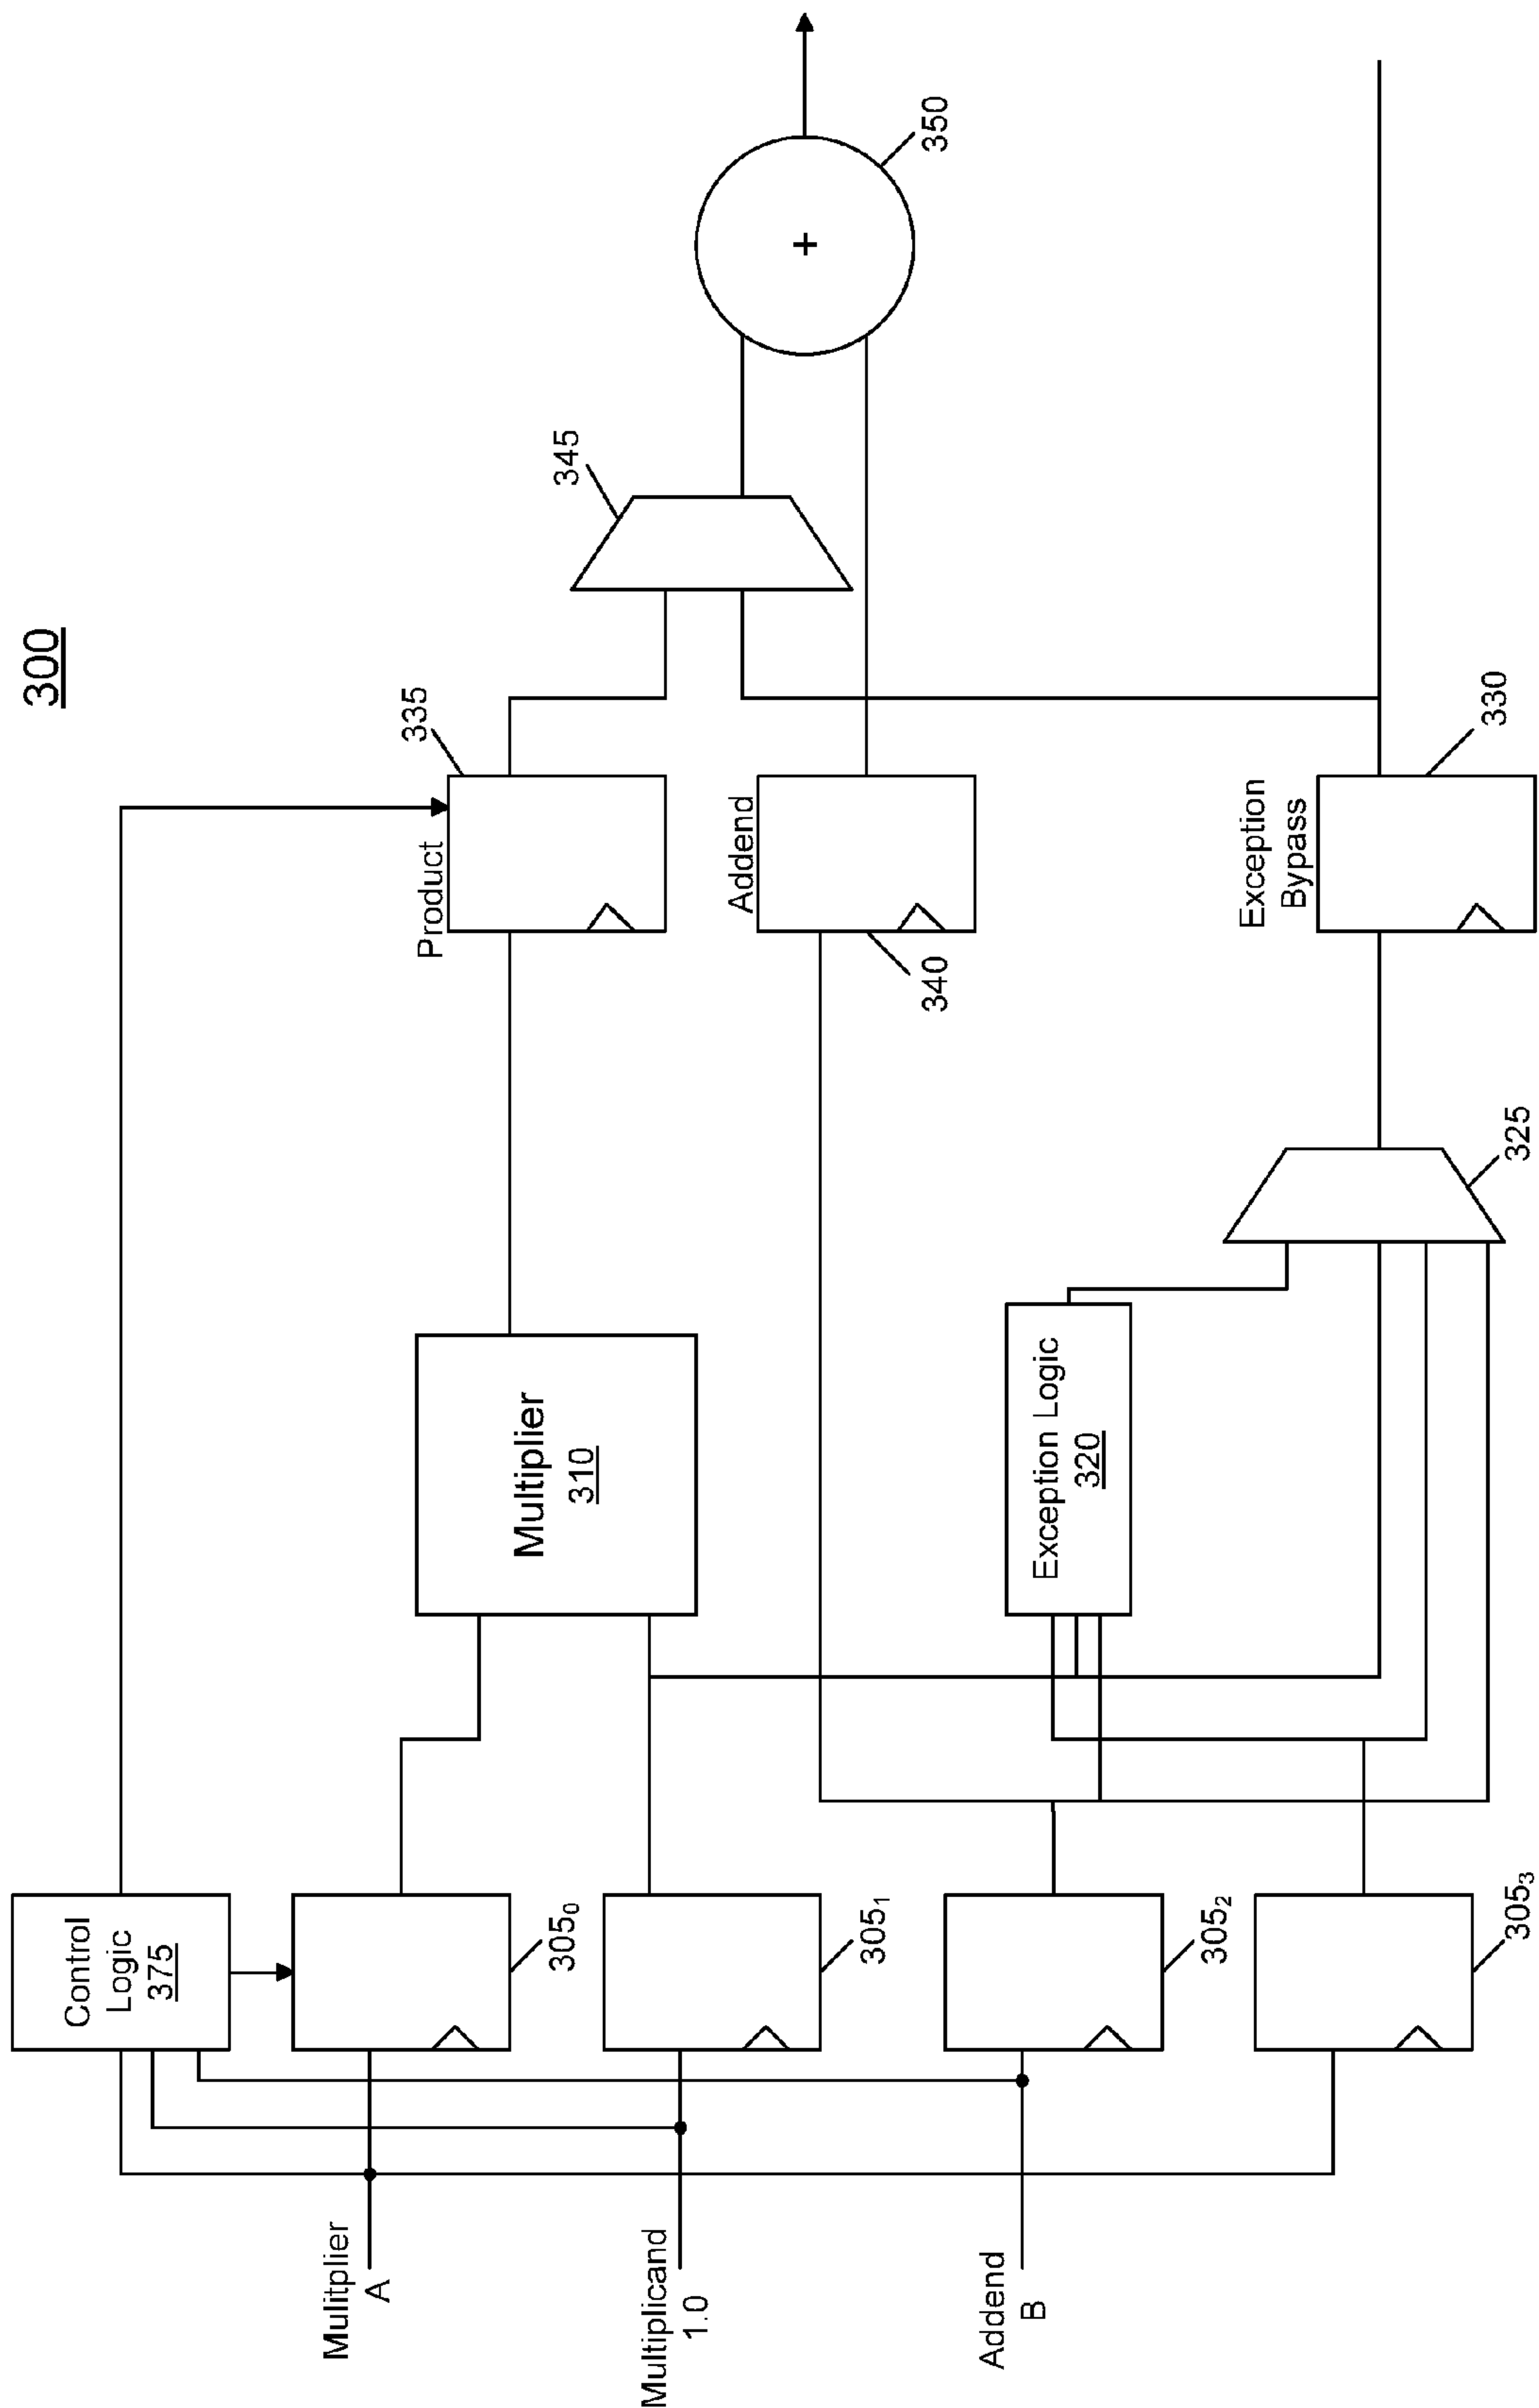 300
Control
Logic
375
Mulitplier
A
Multiplicand
1.0
Addend
B
305₀
305₁
305₂
305₃
Multiplier
310
Exception Logic
320
325
Product
335
Addend
340
Exception
Bypass
330
345
+
350